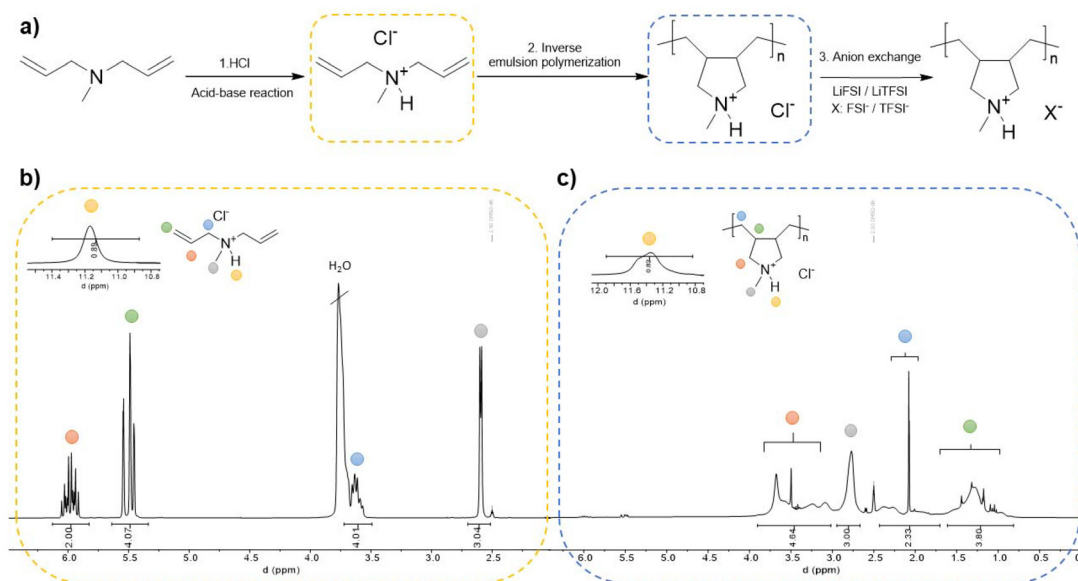 a)
N
1.HCl
Acid-base reaction
Cl-
N+
H
2. Inverse
emulsion polymerization
n
N+
H
Cl-
3. Anion exchange
LiFSI / LiTFSI
X: FSI- / TFSI-
n
N+
H
X-
b)
0.89
11.4 11.2 11.0 10.8
d (ppm)
Cl-
N+
H
H2O
2.00
4.07
4.01
3.04
6.0 5.5 5.0 4.5 4.0 3.5 3.0 2.5
d (ppm)
c)
12.0 11.6 11.2 10.8
d (ppm)
n
N+
H
Cl-
4.64
3.00
2.33
3.80
6.0 5.5 5.0 4.5 4.0 3.5 3.0 2.5 2.0 1.5 1.0 0.5 0
d (ppm)